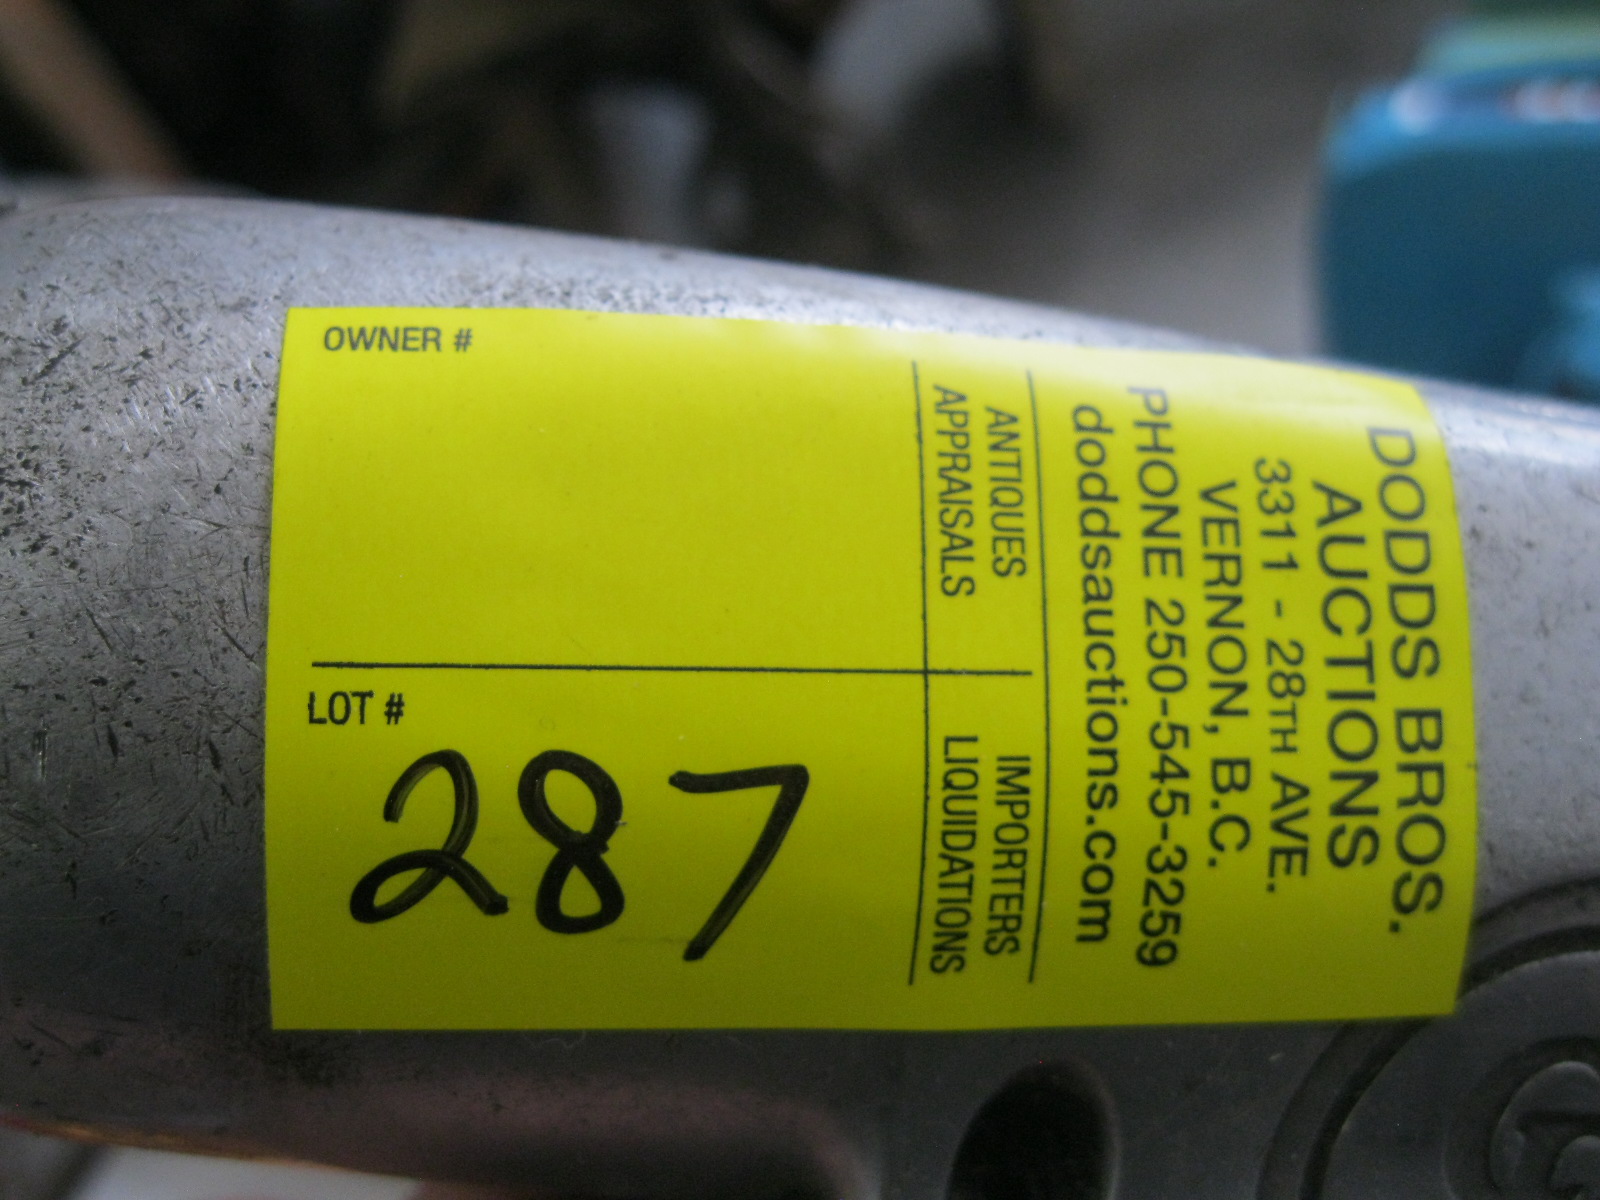 DODDS BROS.
AUCTIONS
3311 - 28TH AVE.
VERNON, B.C.
PHONE 250-545-3259
doddsauctions.com
ANTIQUES IMPORTERS
APPRAISALS LIQUIDATIONS
OWNER #
LOT #
287